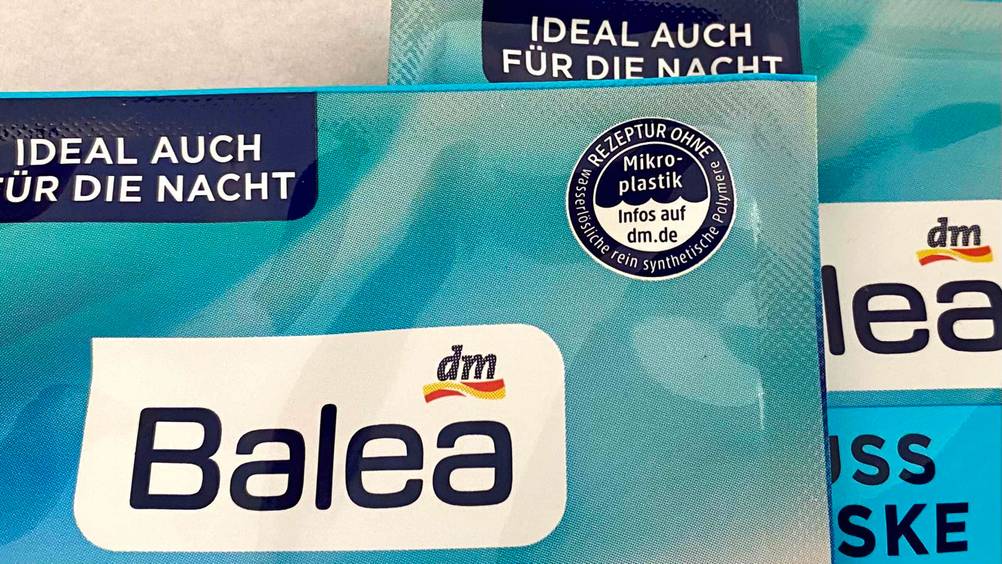 IDEAL AUCH
FÜR DIE NACHT
IDEAL AUCH
FÜR DIE NACHT
REZEPTUR OHNE
Mikro-
plastik
Infos auf
dm.de
wasserlösliche rein synthetische Polymere
dm
Balea
dm
lea
USS
SKE